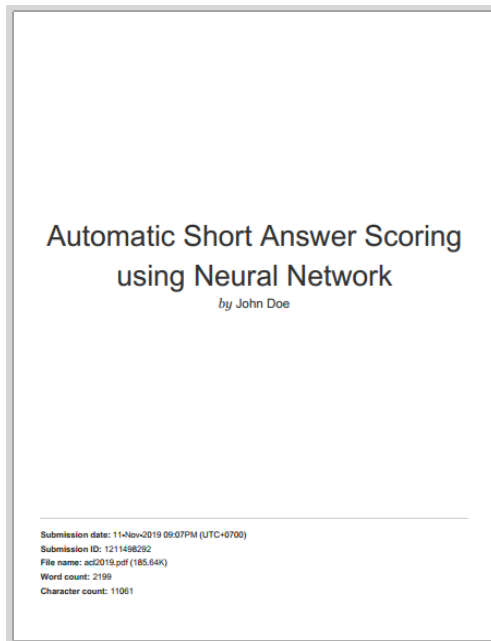 Automatic Short Answer Scoring
using Neural Network
by John Doe
Submission date: 11-Nov-2019 09:07PM (UTC+0700)
Submission ID: 1211498292
File name: acl2019.pdf (185.64K)
Word count: 2199
Character count: 11061